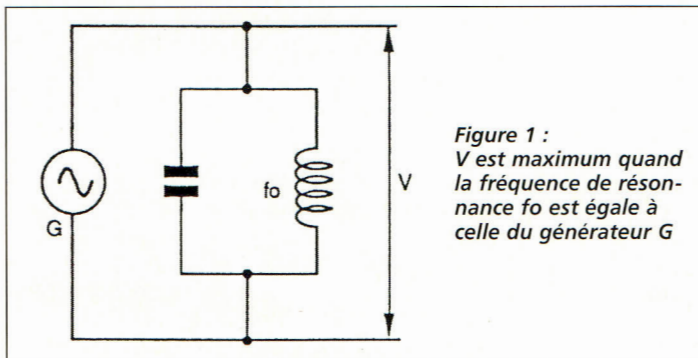 G
fo
V
Figure 1 :
V est maximum quand
la fréquence de réson-
nance fo est égale à
celle du générateur G